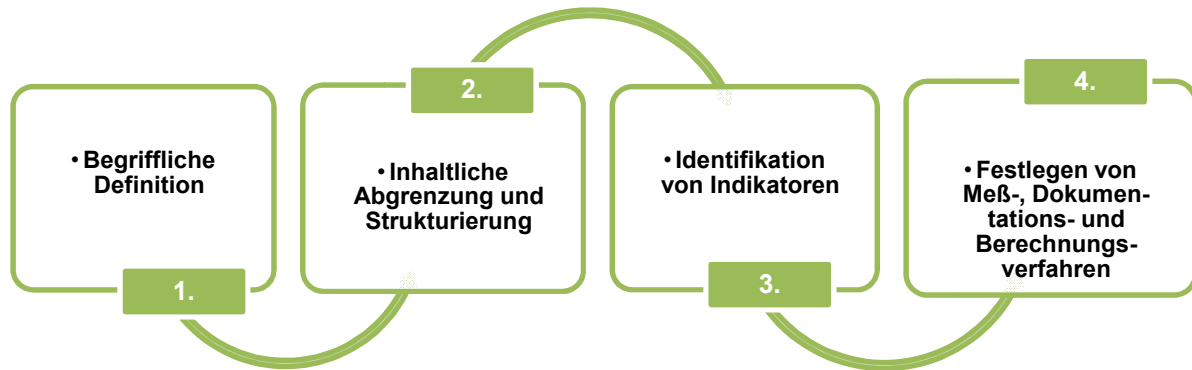 1.
• Begriffliche
Definition
2.
• Inhaltliche
Abgrenzung und
Strukturierung
3.
• Identifikation
von Indikatoren
4.
• Festlegen von
Meß-, Dokumen-
tations- und
Berechnungs-
verfahren